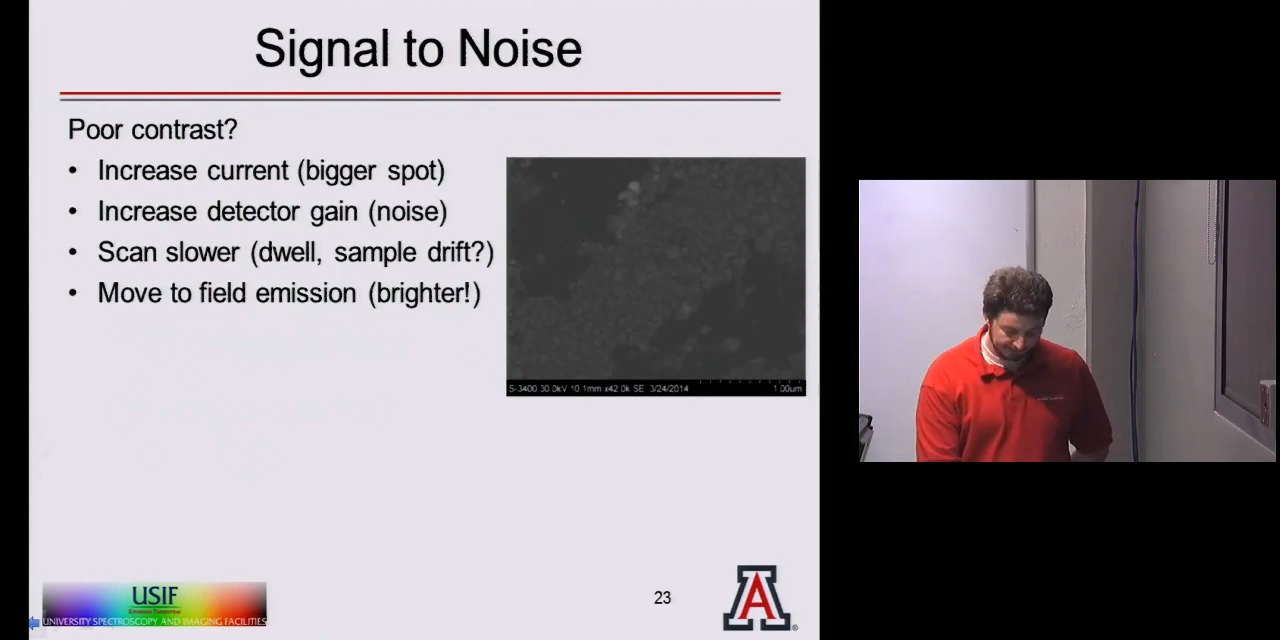 Signal to Noise
Poor contrast?
• Increase current (bigger spot)
• Increase detector gain (noise)
• Scan slower (dwell, sample drift?)
• Move to field emission (brighter!)
S-3400 30.0kV 10.1mm x42.0k SE 3/24/2014 1.00um
USIF
UNIVERSITY SPECTROSCOPY AND IMAGING FACILITIES
23
A